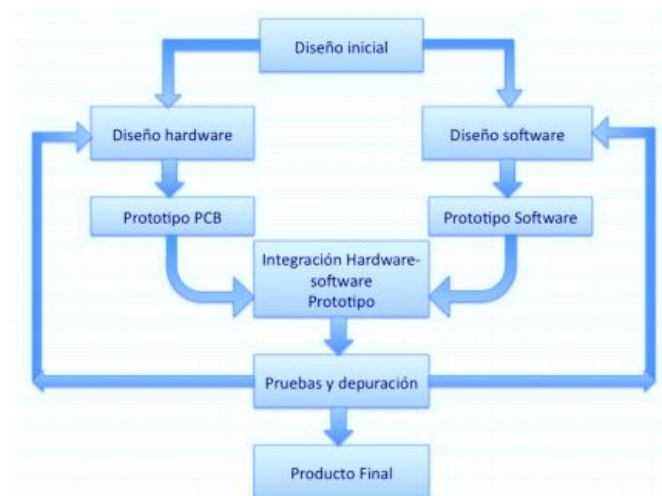 Diseño inicial
Diseño hardware
Diseño software
Prototipo PCB
Prototipo Software
Integración Hardware-
software
Prototipo
Pruebas y depuración
Producto Final